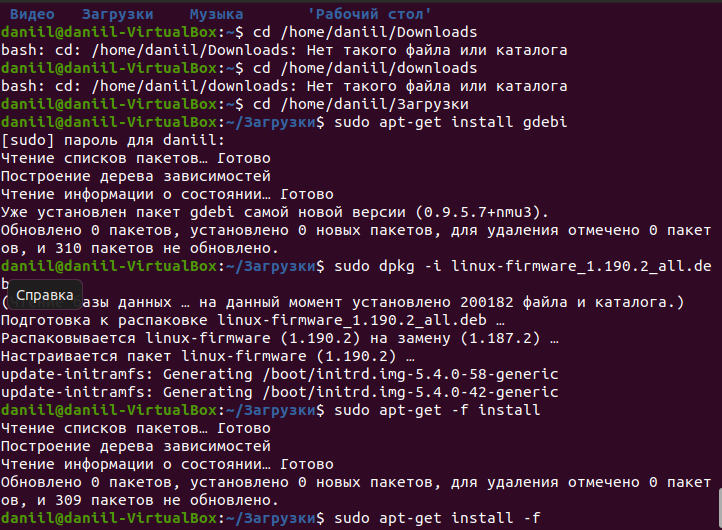 Видео Загрузки Музыка 'Рабочий стол'
daniil@daniil-VirtualBox:~$ cd /home/daniil/Downloads
bash: cd: /home/daniil/Downloads: Нет такого файла или каталога
daniil@daniil-VirtualBox:~$ cd /home/daniil/downloads
bash: cd: /home/daniil/downloads: Нет такого файла или каталога
daniil@daniil-VirtualBox:~$ cd /home/daniil/Загрузки
daniil@daniil-VirtualBox:~/Загрузки$ sudo apt-get install gdebi
[sudo] пароль для daniil:
Чтение списков пакетов… Готово
Построение дерева зависимостей
Чтение информации о состоянии… Готово
Уже установлен пакет gdebi самой новой версии (0.9.5.7+nmu3).
Обновлено 0 пакетов, установлено 0 новых пакетов, для удаления отмечено 0 пакет
ов, и 310 пакетов не обновлено.
daniil@daniil-VirtualBox:~/Загрузки$ sudo dpkg -i linux-firmware_1.190.2_all.de
b
Справка
(базы данных … на данный момент установлено 200182 файла и каталога.)
Подготовка к распаковке linux-firmware_1.190.2_all.deb …
Распаковывается linux-firmware (1.190.2) на замену (1.187.2) …
Настраивается пакет linux-firmware (1.190.2) …
update-initramfs: Generating /boot/initrd.img-5.4.0-58-generic
update-initramfs: Generating /boot/initrd.img-5.4.0-42-generic
daniil@daniil-VirtualBox:~/Загрузки$ sudo apt-get -f install
Чтение списков пакетов… Готово
Построение дерева зависимостей
Чтение информации о состоянии… Готово
Обновлено 0 пакетов, установлено 0 новых пакетов, для удаления отмечено 0 пакет
ов, и 309 пакетов не обновлено.
daniil@daniil-VirtualBox:~/Загрузки$ sudo apt-get install -f